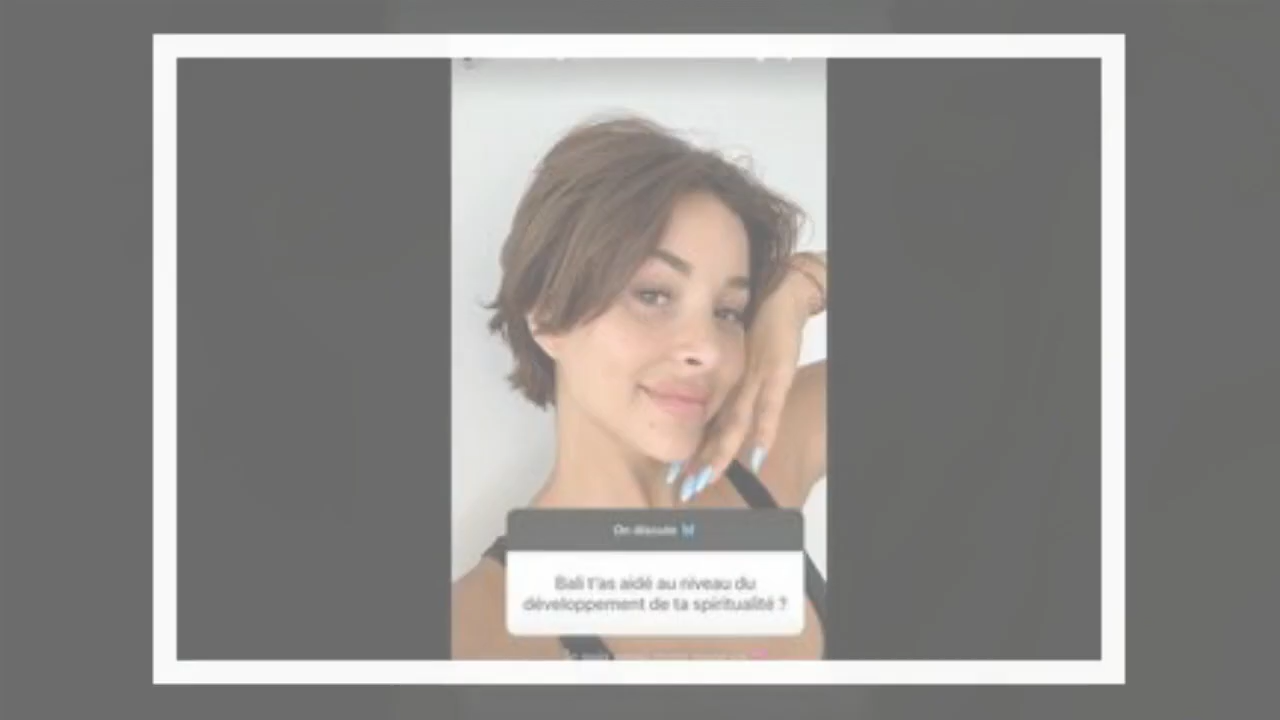 On discute
Bali t'as aidé au niveau du
développement de ta spiritualité ?